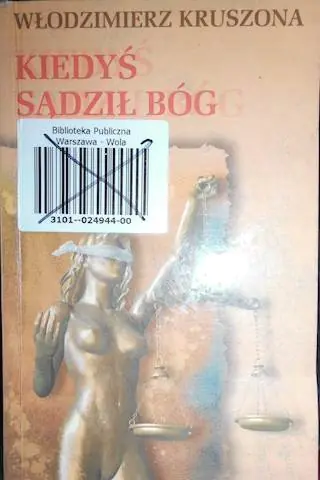 WŁODZIMIERZ KRUSZONA
KIEDYŚ
SĄDZIŁ BÓG
Biblioteka Publiczna
Warszawa - Wola
3101--024944-00